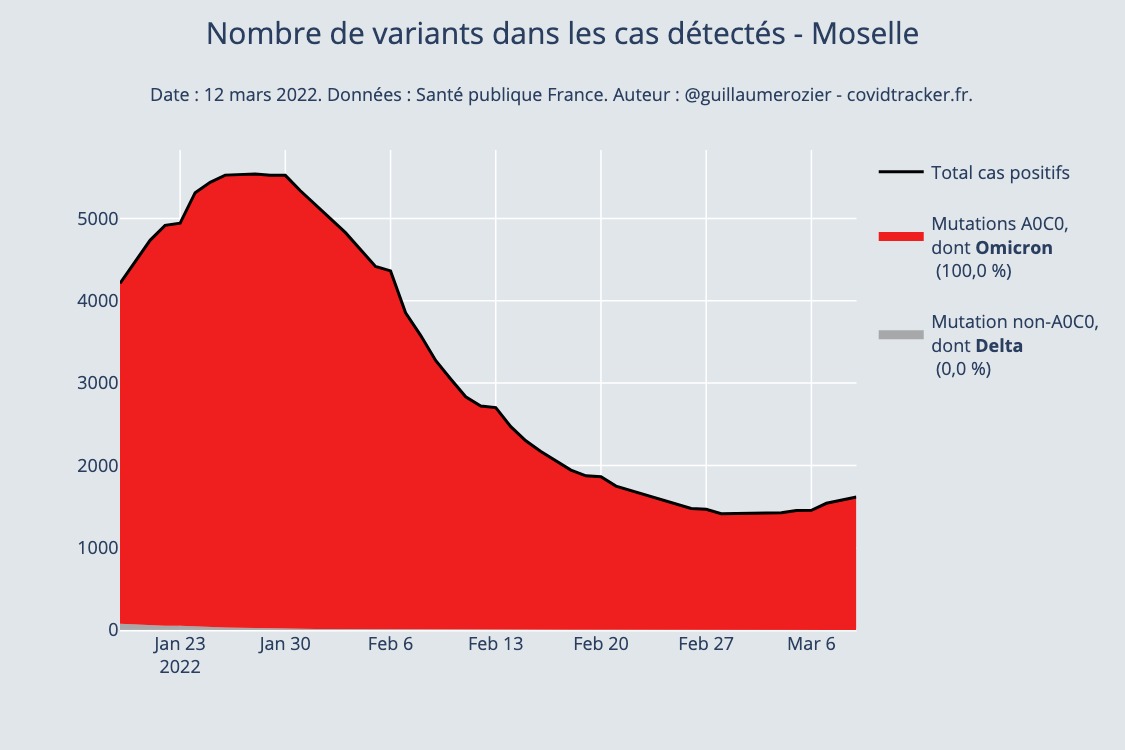 Nombre de variants dans les cas détectés - Moselle
Date : 12 mars 2022. Données : Santé publique France. Auteur : @guillaumerozier - covidtracker.fr.
Total cas positifs
Mutations A0C0,
dont Omicron
(100,0 %)
Mutation non-A0C0,
dont Delta
(0,0 %)
5000
4000
3000
2000
1000
0
Jan 23
2022
Jan 30
Feb 6
Feb 13
Feb 20
Feb 27
Mar 6